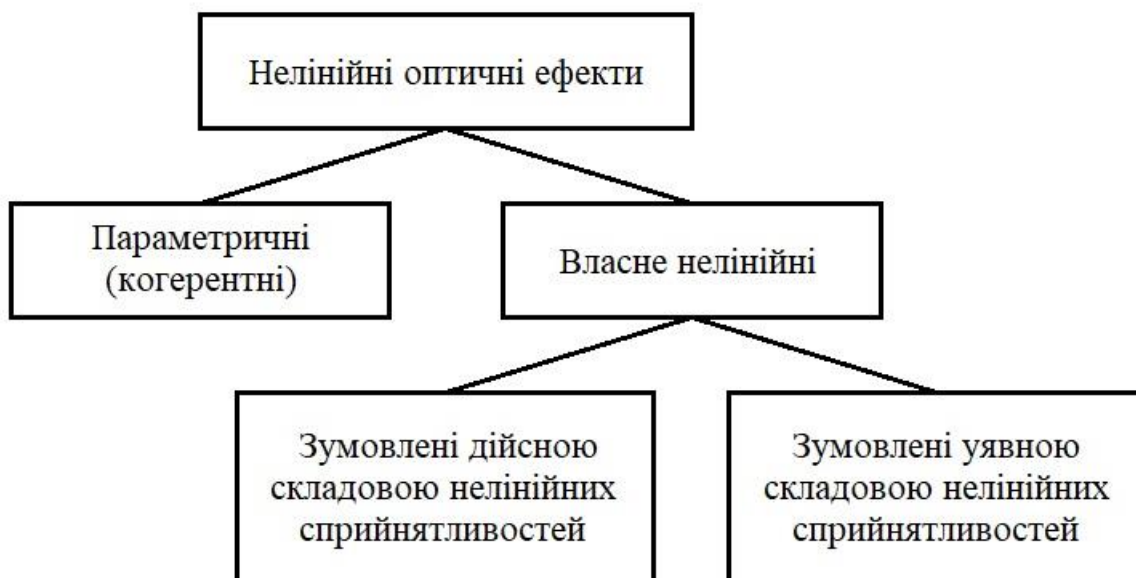 Нелінійні оптичні ефекти
Параметричні
(когерентні)
Власне нелінійні
Зумовлені дійсною
складовою нелінійних
сприйнятливостей
Зумовлені уявною
складовою нелінійних
сприйнятливостей